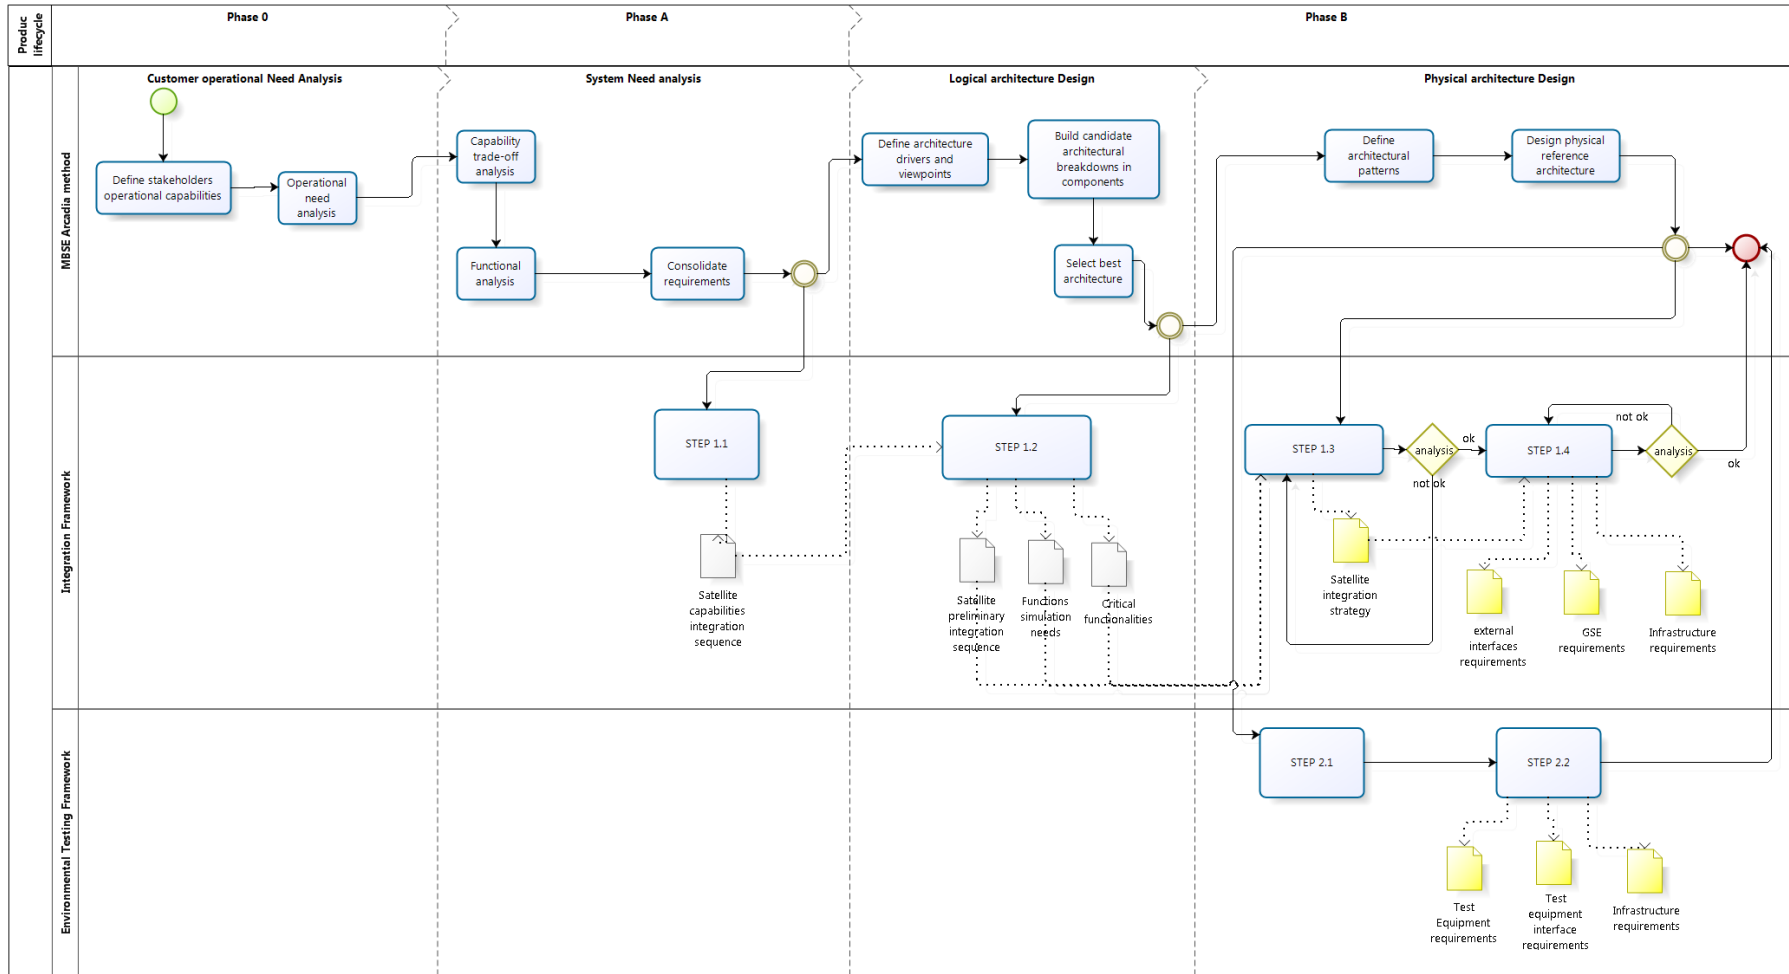 Produc
lifecycle
Phase 0
Phase A
Phase B
MBSE Arcadia method
Customer operational Need Analysis
System Need analysis
Logical architecture Design
Physical architecture Design
Define stakeholders
operational capabilities
Operational
need
analysis
Capability
trade-off
analysis
Functional
analysis
Consolidate
requirements
Define architecture
drivers and
viewpoints
Build candidate
architectural
breakdowns in
components
Select best
architecture
Define
architectural
patterns
Design physical
reference
architecture
Integration Framework
STEP 1.1
Satellite
capabilities
integration
sequence
STEP 1.2
Satellite
preliminary
integration
sequence
Functions
simulation
needs
Critical
functionalities
STEP 1.3
analysis
ok
not ok
Satellite
integration
strategy
STEP 1.4
analysis
not ok
ok
external
interfaces
requirements
GSE
requirements
Infrastructure
requirements
Environmental Testing Framework
STEP 2.1
STEP 2.2
Test
Equipment
requirements
Test
equipment
interface
requirements
Infrastructure
requirements